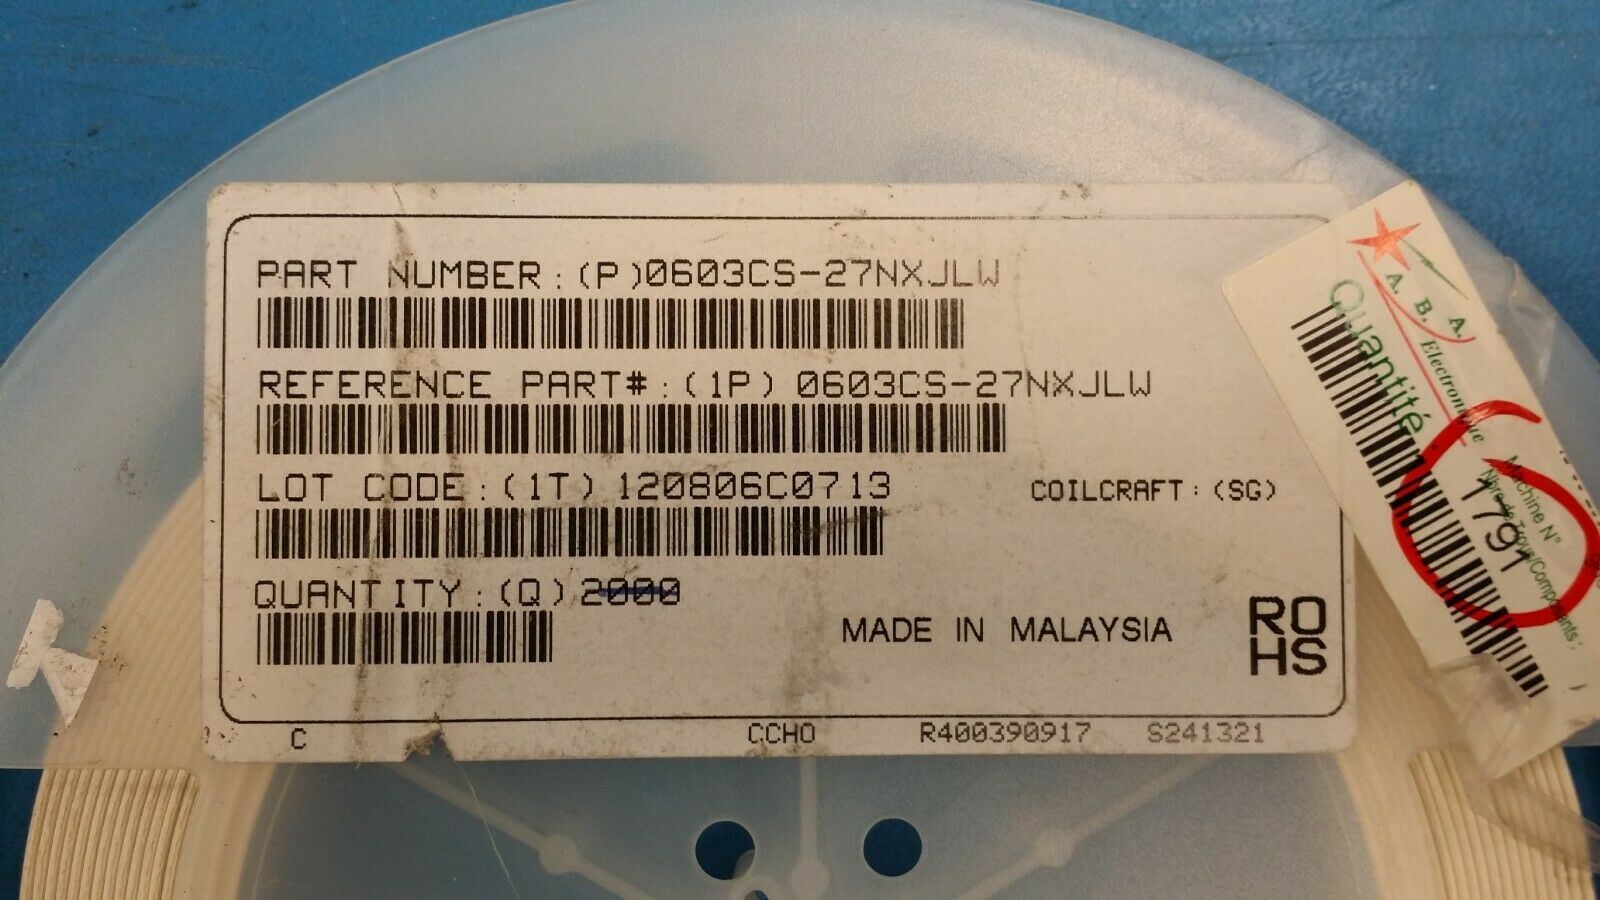 PART NUMBER:(P)0603CS-27NXJLW
REFERENCE PART#:(1P) 0603CS-27NXJLW
LOT CODE:(1T) 120806C0713
COILCRAFT:(SG)
QUANTITY:(Q)2000
MADE IN MALAYSIA
RO
HS
C CCHO R400390917 S241321
A. B. A.
Electronique
Quantité :
1791
Machine N°